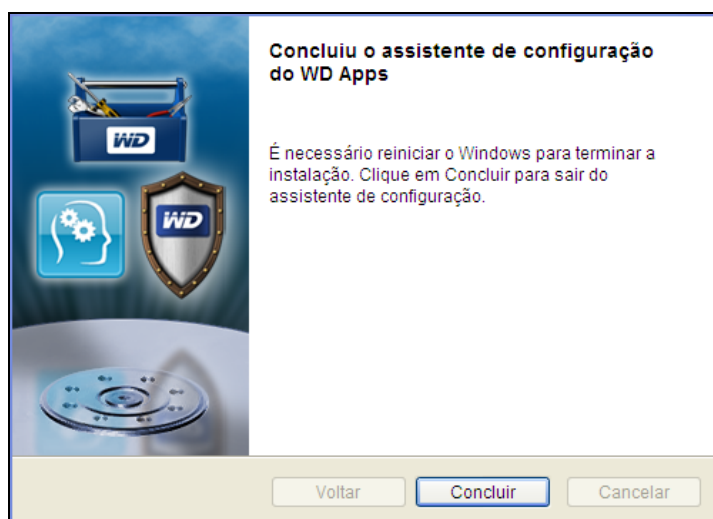 Concluiu o assistente de configuração
do WD Apps
É necessário reiniciar o Windows para terminar a
instalação. Clique em Concluir para sair do
assistente de configuração.
WD
WD
Voltar
Concluir
Cancelar